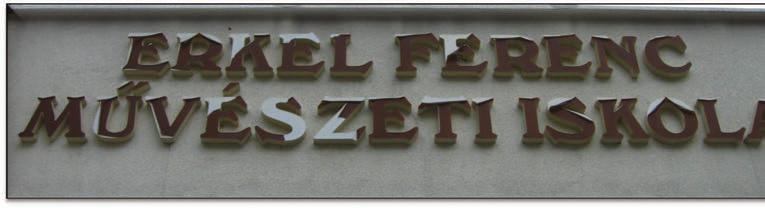 ERKEL FERENC
MŰVÉSZETI ISKOLA